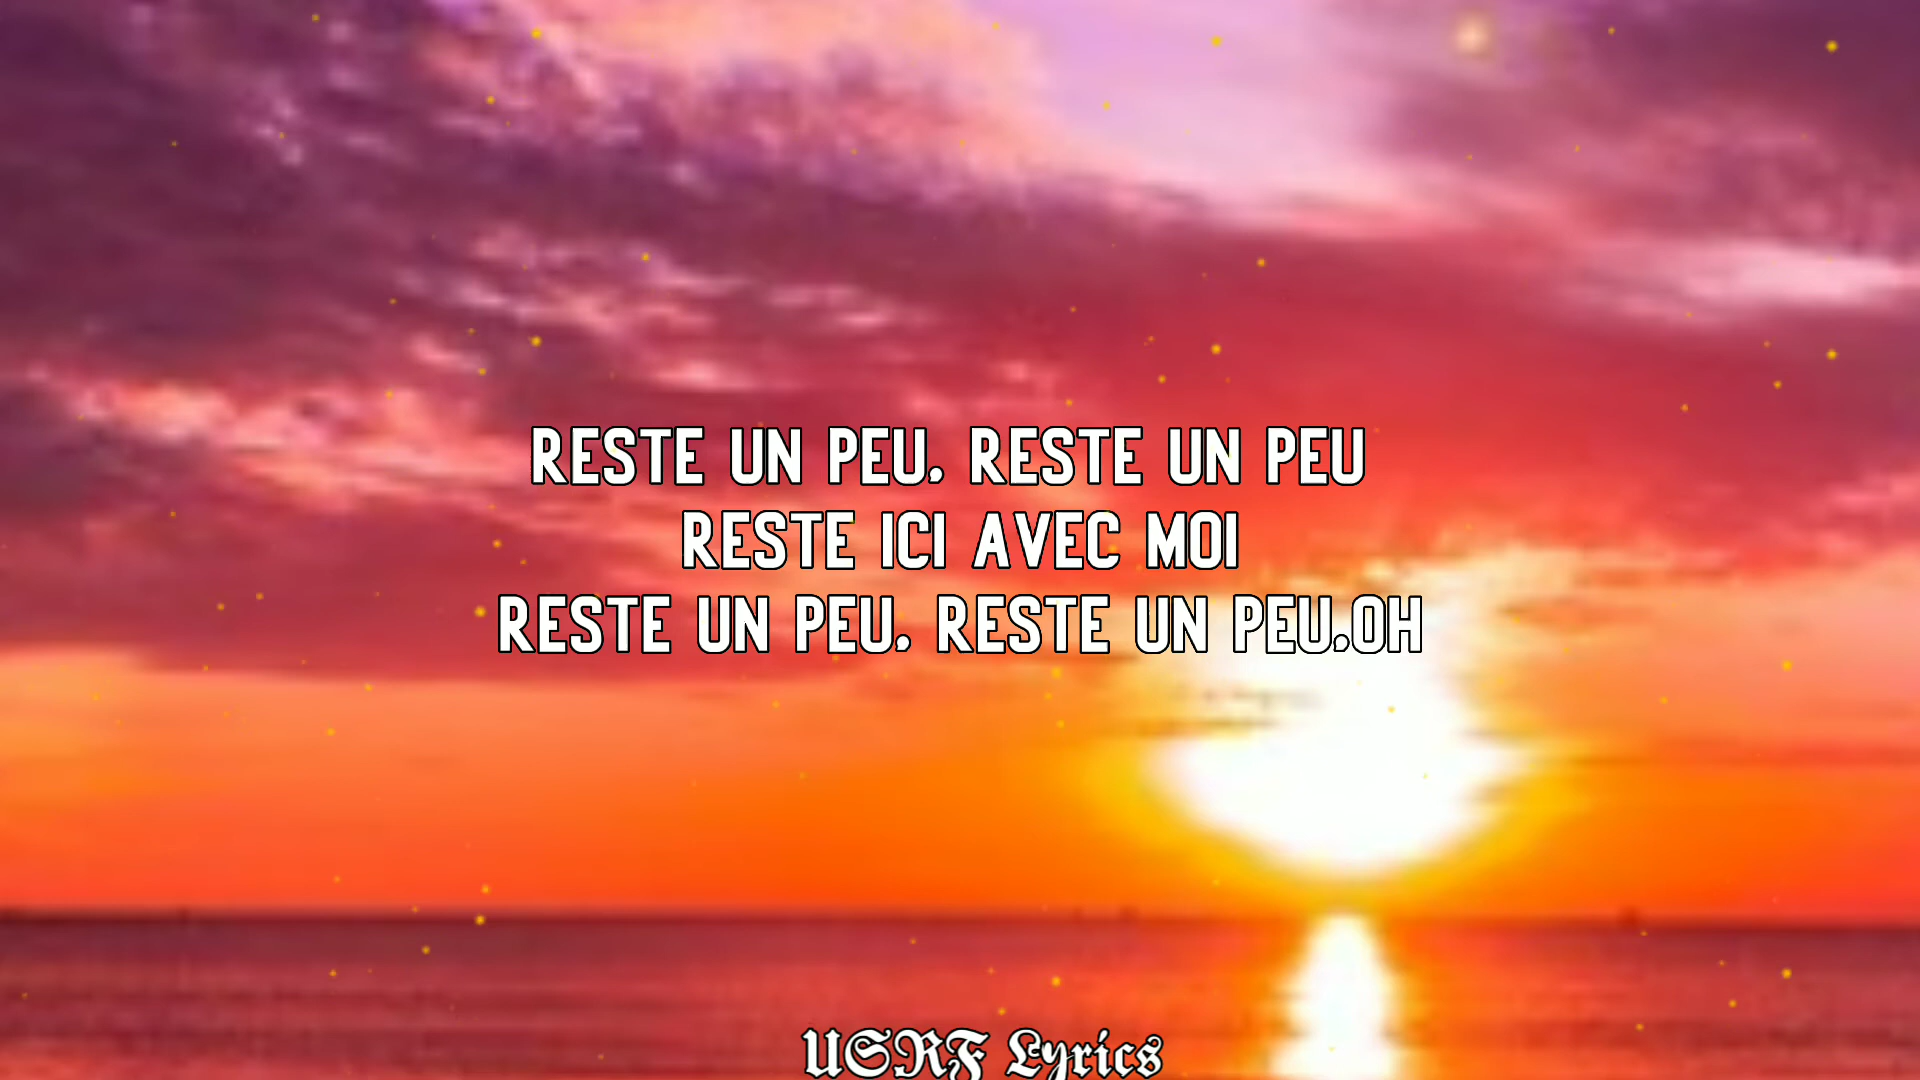 RESTE UN PEU, RESTE UN PEU
RESTE ICI AVEC MOI
RESTE UN PEU, RESTE UN PEU,OH
USRF Lyrics